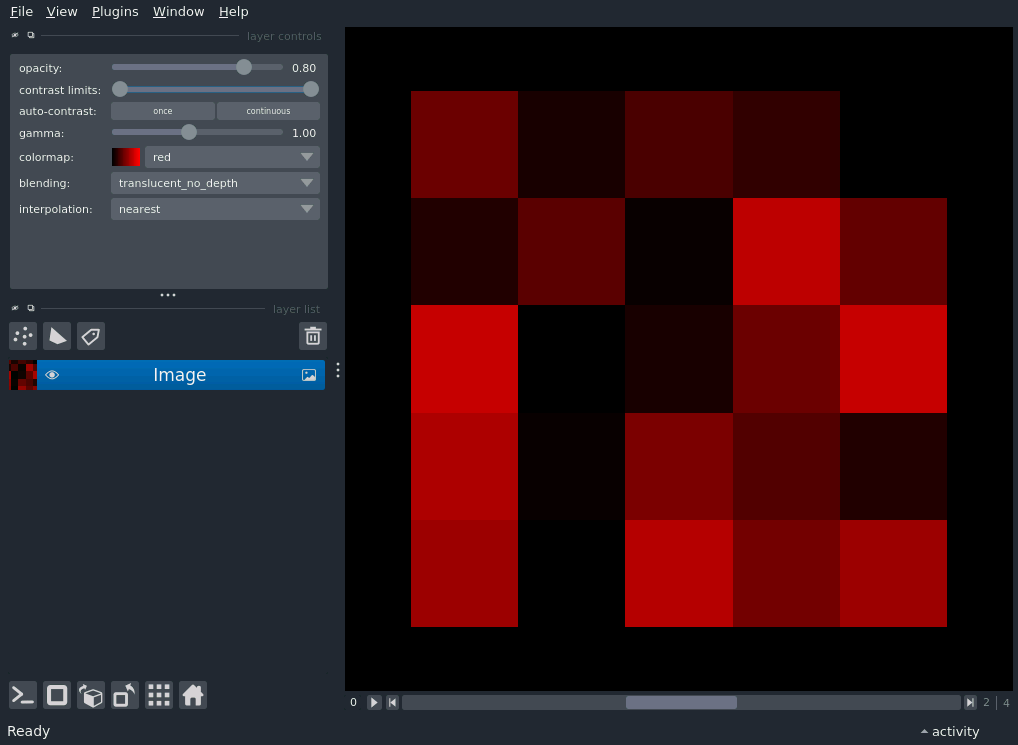 File View Plugins Window Help
layer controls
opacity: 0.80
contrast limits:
auto-contrast: once continuous
gamma: 1.00
colormap: red
blending: translucent_no_depth
interpolation: nearest
layer list
Image
0 2 | 4
Ready activity